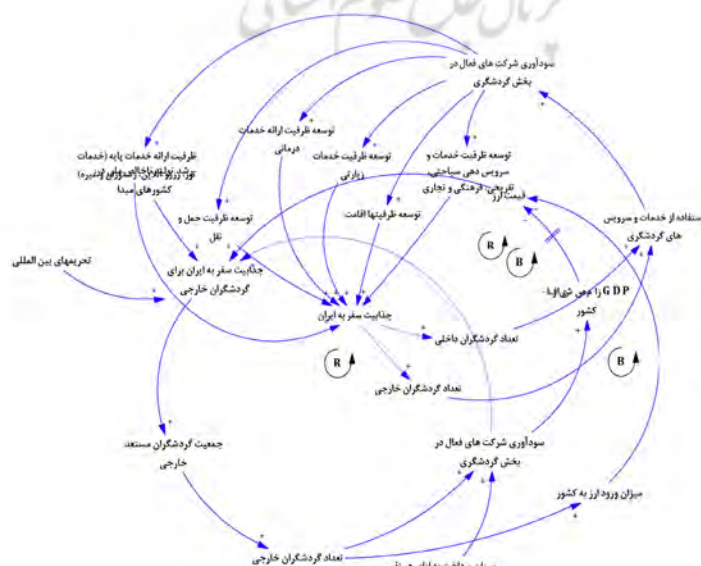 سودآوری شرکت های فعال در
بخش گردشگری
توسعه ظرفیت ارائه خدمات
درمانی
توسعه ظرفیت خدمات
زیارتی
توسعه ظرفیت خدمات و
سرویس دهی سیاحتی،
تفریحی، فرهنگی و تجاری
ظرفیت ارائه خدمات پایه (خدمات
کشورهای مبدا
قیمت ارز
استفاده از خدمات و سرویس
های گردشگری
توسعه ظرفیت حمل و
نقل
توسعه ظرفیتها اقامت
R
B
تحریمهای بین المللی
جذابیت سفر به ایران برای
گردشگران خارجی
GDP
کشور
جذابیت سفر به ایران
تعداد گردشگران داخلی
R
B
تعداد گردشگران خارجی
جمعیت گردشگران مستعد
خارجی
سودآوری شرکت های فعال در
بخش گردشگری
میزان ورود ارز به کشور
تعداد گردشگران خارجی